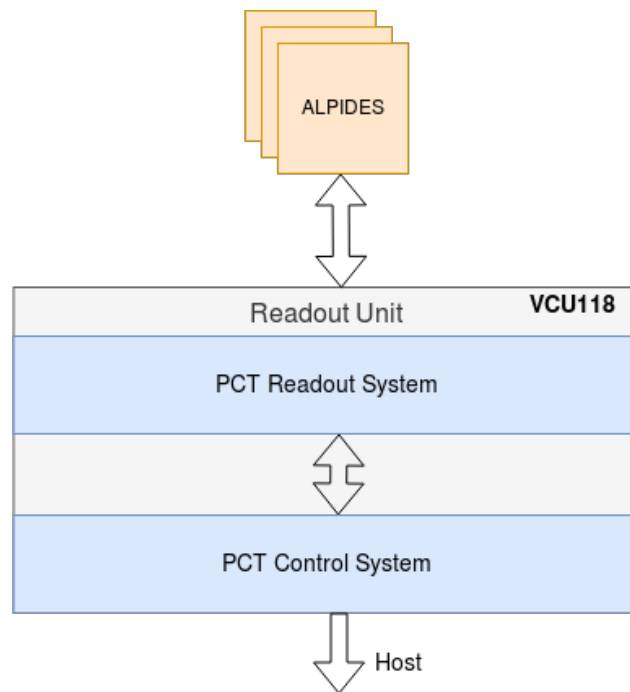 ALPIDES
Readout Unit
VCU118
PCT Readout System
PCT Control System
Host